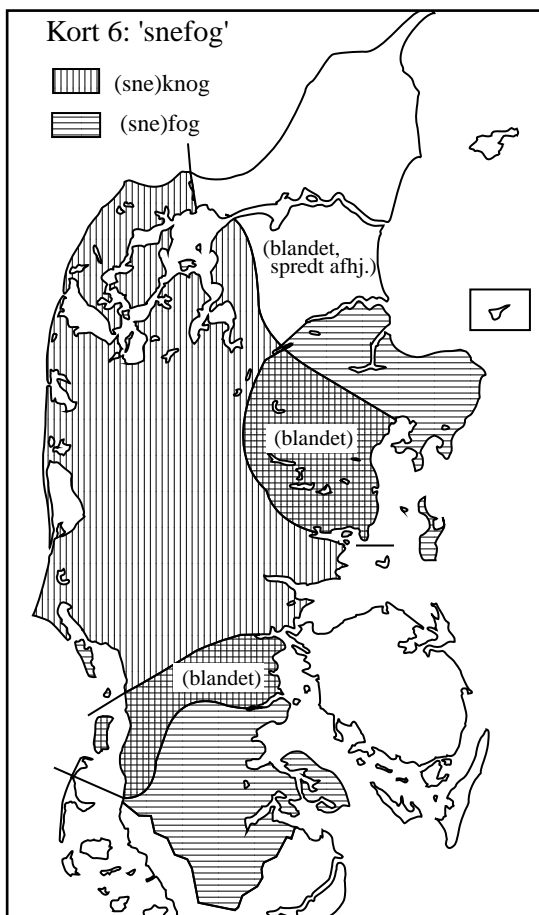 Kort 6: 'snefog'
(sne)knog
(sne)fog
(blandet,
spredt afhj.)
(blandet)
(blandet)